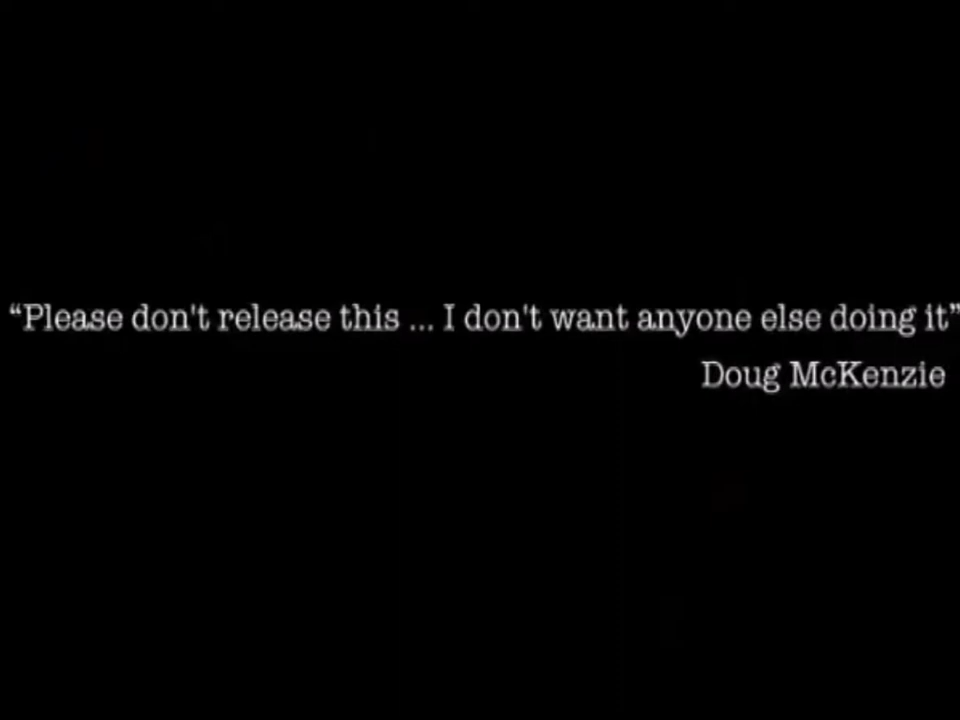 “Please don't release this ... I don't want anyone else doing it”
Doug McKenzie